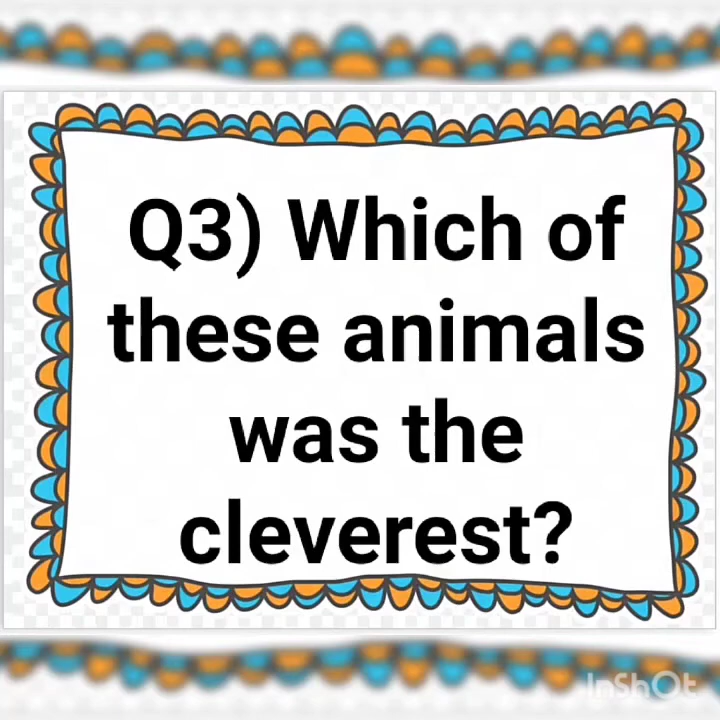 Q3) Which of
these animals
was the
cleverest?
InShOt